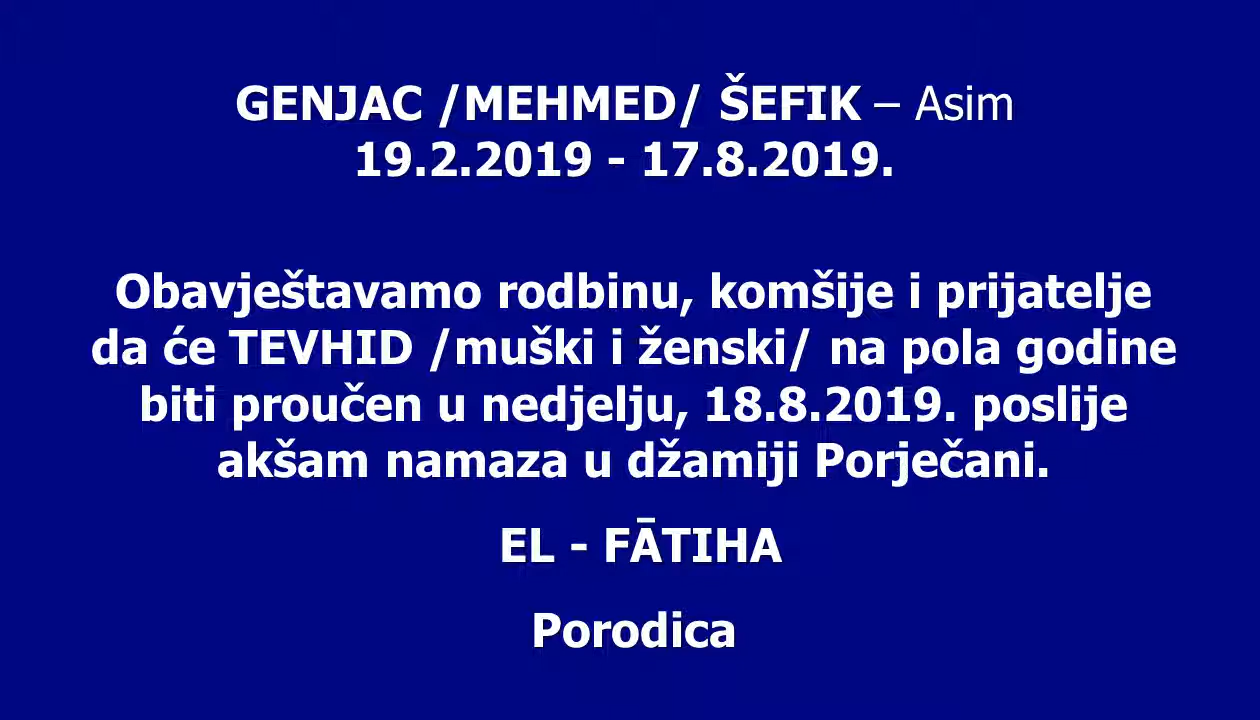 GENJAC /MEHMED/ ŠEFIK – Asim
19.2.2019 - 17.8.2019.
Obavještavamo rodbinu, komšije i prijatelje
da će TEVHID /muški i ženski/ na pola godine
biti proučen u nedjelju, 18.8.2019. poslije
akšam namaza u džamiji Porječani.
EL - FĀTIHA
Porodica